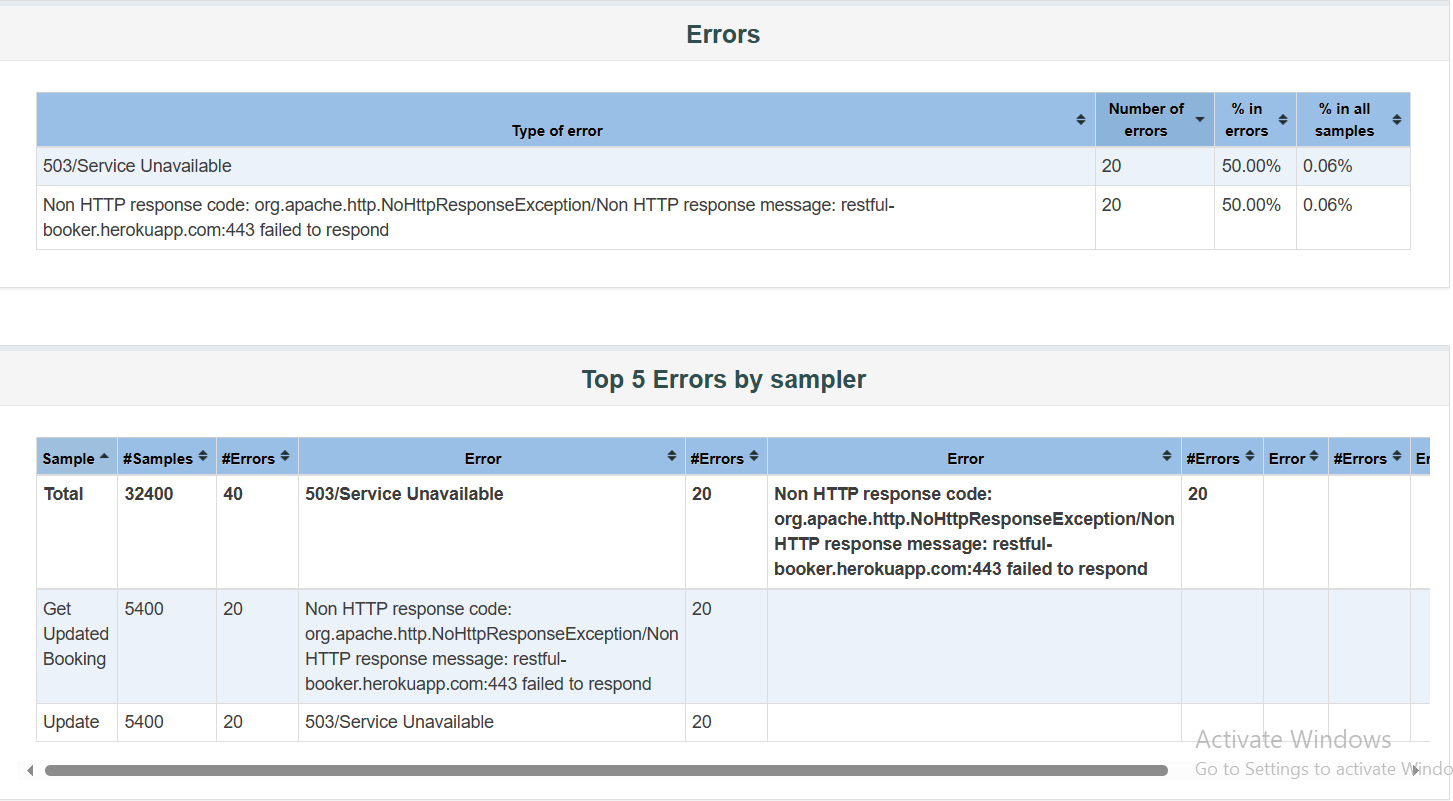 Errors
Type of error
Number of errors
% in errors
% in all samples
503/Service Unavailable 20 50.00% 0.06%
Non HTTP response code: org.apache.http.NoHttpResponseException/Non HTTP response message: restful- 20 50.00% 0.06%
booker.herokuapp.com:443 failed to respond
Top 5 Errors by sampler
Sample #Samples #Errors Error #Errors Error #Errors Error #Errors Er
Total 32400 40 503/Service Unavailable 20 Non HTTP response code: 20
org.apache.http.NoHttpResponseException/Non
HTTP response message: restful-
booker.herokuapp.com:443 failed to respond
Get 5400 20 Non HTTP response code: 20
Updated org.apache.http.NoHttpResponseException/Non
Booking HTTP response message: restful-
booker.herokuapp.com:443 failed to respond
Update 5400 20 503/Service Unavailable 20
Activate Windows
Go to Settings to activate Windo